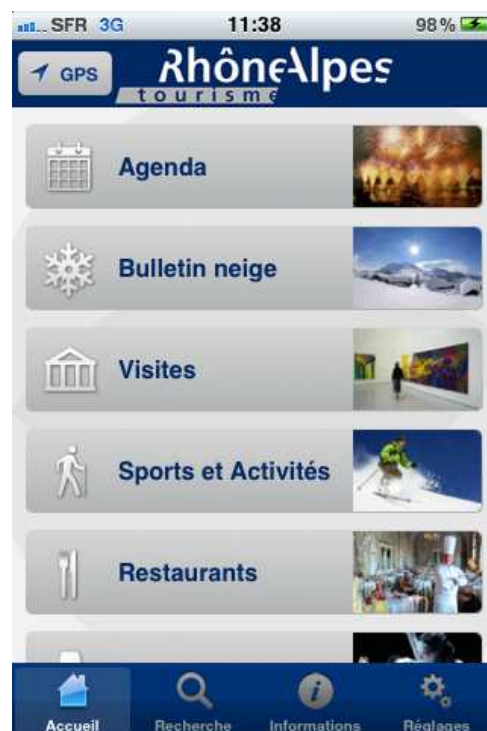 SFR 3G 11:38 98%
GPS RhôneAlpes
tourisme
Agenda
Bulletin neige
Visites
Sports et Activités
Restaurants
Accueil Recherche Informations Réglages